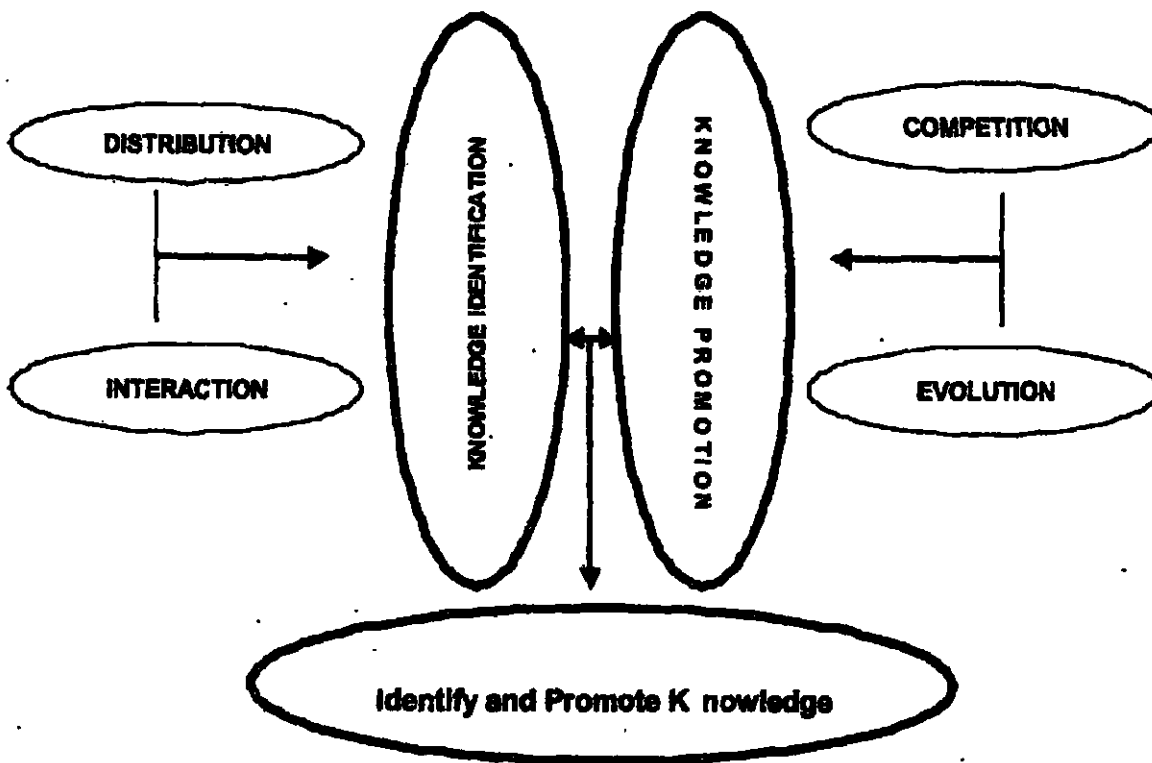 DISTRIBUTION
INTERACTION
KNOWLEDGE IDENTIFICATION
KNOWLEDGE PROMOTION
COMPETITION
EVOLUTION
Identify and Promote K nowledge